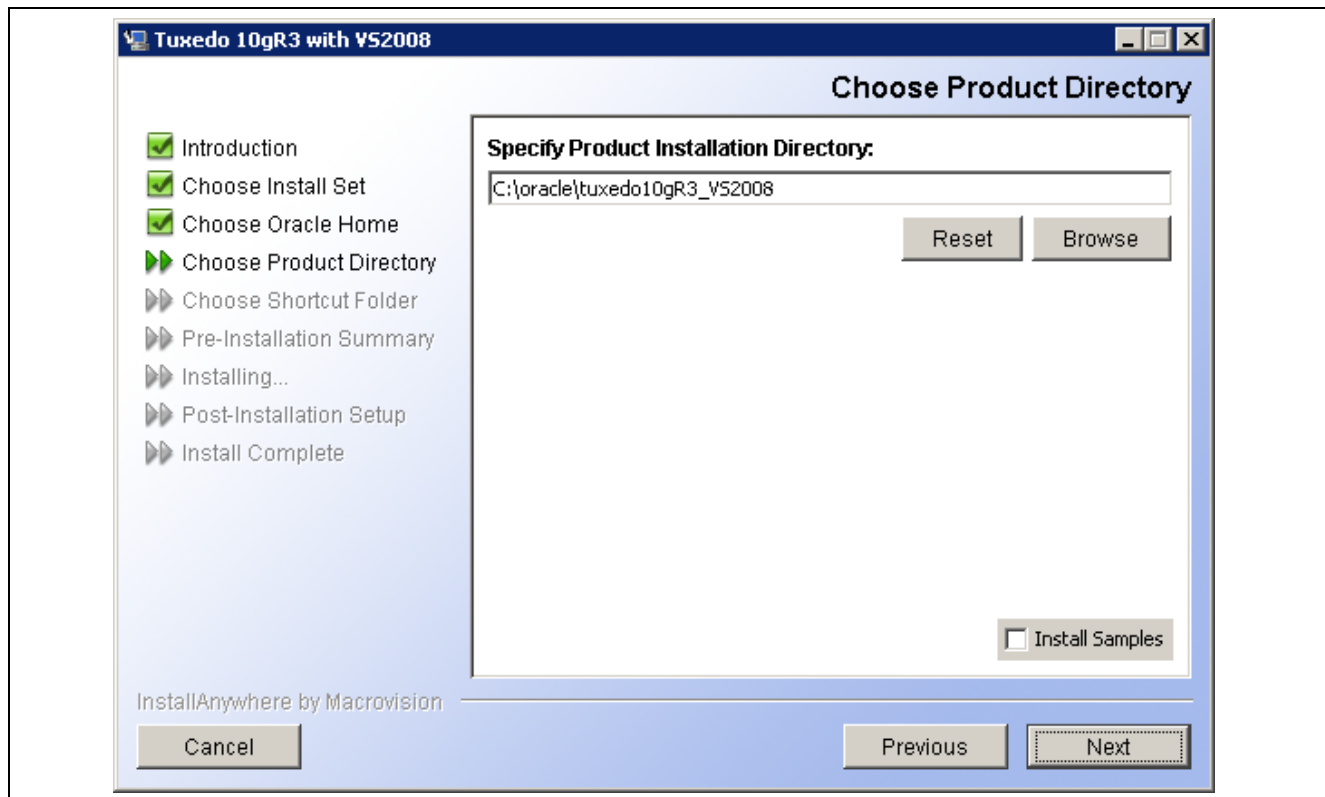 Tuxedo 10gR3 with VS2008
Choose Product Directory
Introduction
Choose Install Set
Choose Oracle Home
Choose Product Directory
Choose Shortcut Folder
Pre-Installation Summary
Installing...
Post-Installation Setup
Install Complete
Specify Product Installation Directory:
C:\oracle\tuxedo10gR3_VS2008
Reset
Browse
Install Samples
InstallAnywhere by Macrovision
Cancel
Previous
Next